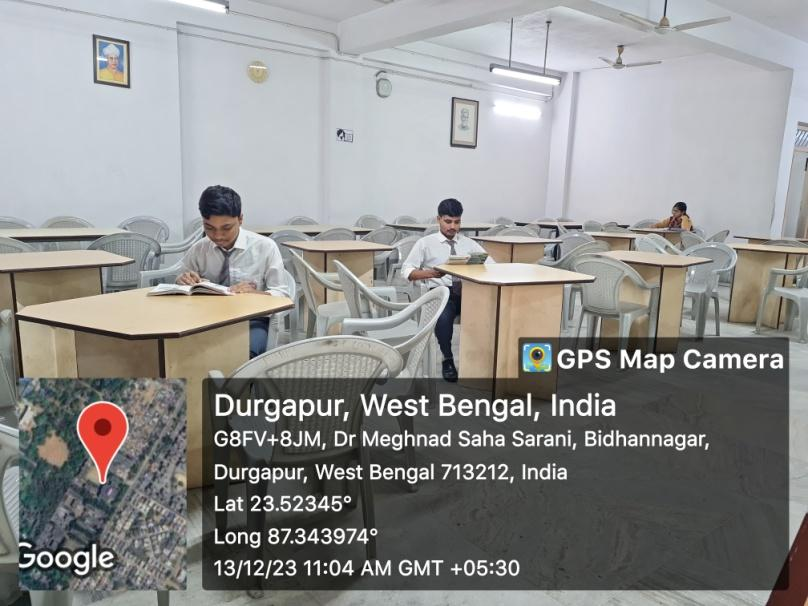 GPS Map Camera
Durgapur, West Bengal, India
G8FV+8JM, Dr Meghnad Saha Sarani, Bidhannagar,
Durgapur, West Bengal 713212, India
Lat 23.52345°
Long 87.343974°
13/12/23 11:04 AM GMT +05:30
Google